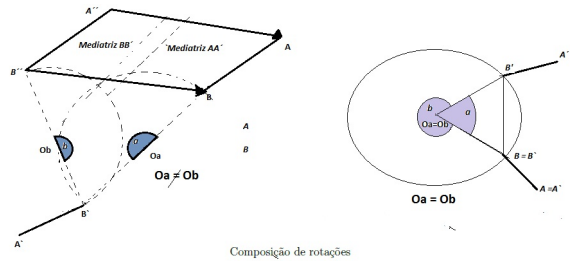 A´´
Mediatriz BB´
Mediatriz AA´
A
B´´
B
A
B
Ob
b
a
Oa
Oa ≠ Ob
B`
A`
A´
B'
b
Oa=Ob
a
B = B`
A =A`
Oa = Ob
Composição de rotações